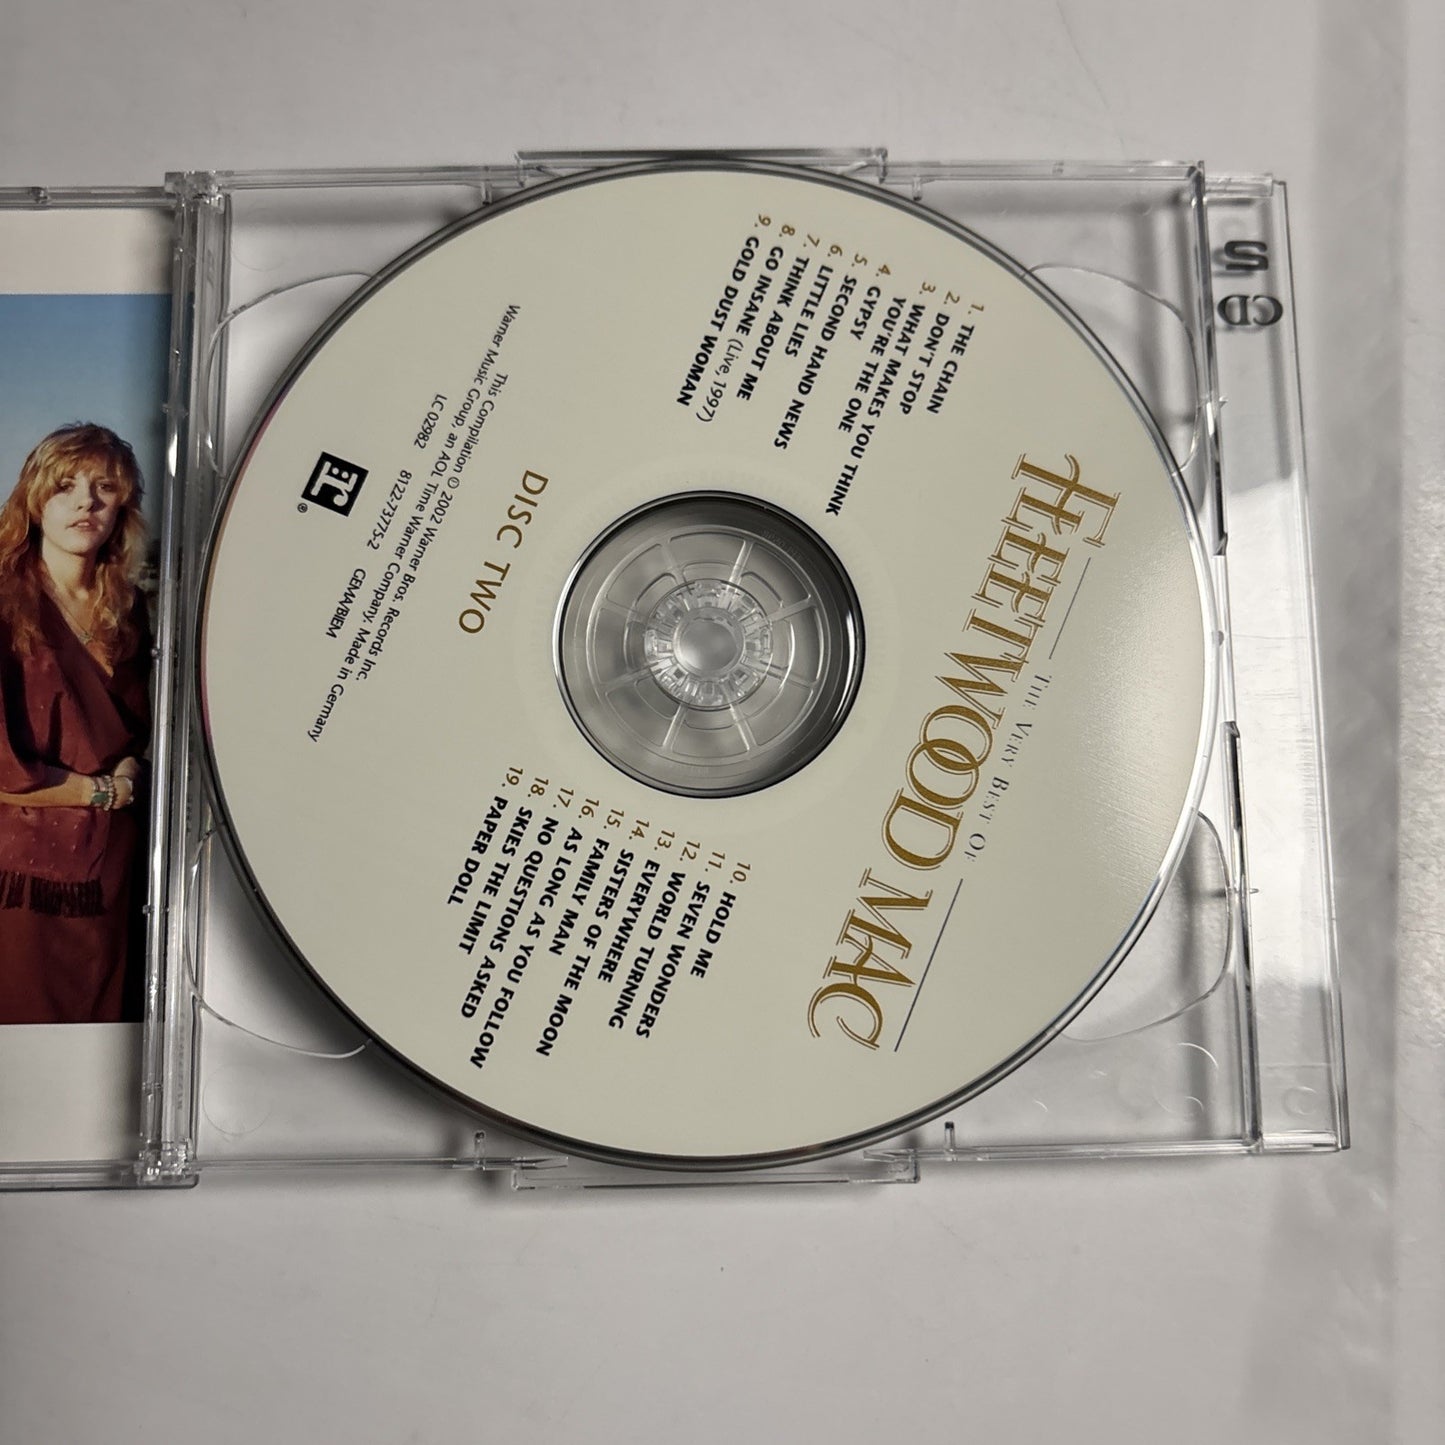 THE VERY BEST OF
FLEETWOOD MAC
1. THE CHAIN
2. DON'T STOP
3. WHAT MAKES YOU THINK
YOU'RE THE ONE
4. GYPSY
5. SECOND HAND NEWS
6. LITTLE LIES
7. THINK ABOUT ME
8. GO INSANE (Live, 1997)
9. GOLD DUST WOMAN
10. HOLD ME
11. SEVEN WONDERS
12. WORLD TURNING
13. EVERYWHERE
14. SISTERS OF THE MOON
15. FAMILY MAN
16. AS LONG AS YOU FOLLOW
17. NO QUESTIONS ASKED
18. SKIES THE LIMIT
19. PAPER DOLL
DISC TWO
This Compilation © 2002 Warner Bros. Records Inc.
Warner Music Group, an AOL Time Warner Company. Made in Germany
LC 02982 8122-73775-2 GEMA/BIEM
r ®
2 CD